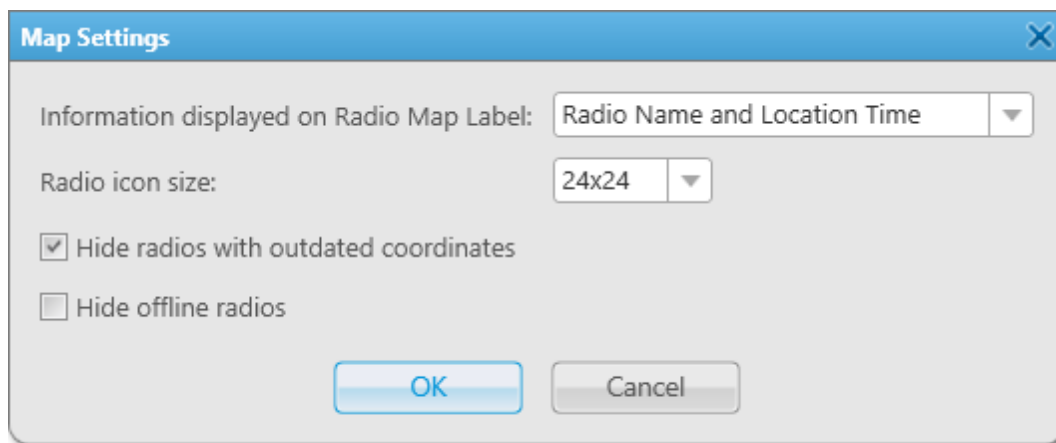 Map Settings
Information displayed on Radio Map Label: Radio Name and Location Time
Radio icon size: 24x24
Hide radios with outdated coordinates
Hide offline radios
OK Cancel